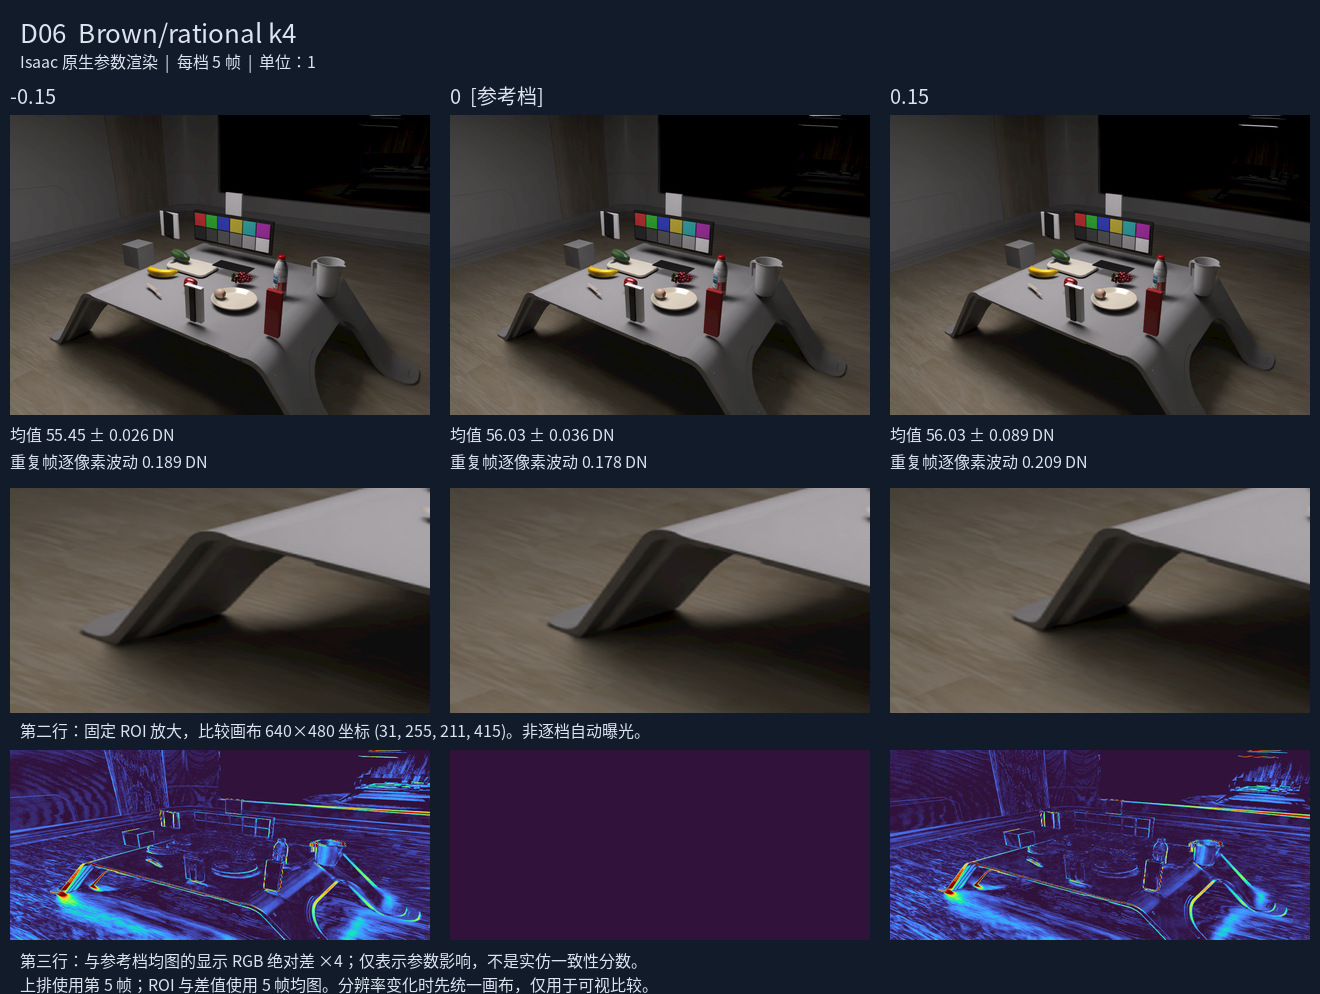 D06 Brown/rational k4
Isaac 原生参数渲染 | 每档 5 帧 | 单位：1
-0.15
0 [参考档]
0.15
均值 55.45 ± 0.026 DN
重复帧逐像素波动 0.189 DN
均值 56.03 ± 0.036 DN
重复帧逐像素波动 0.178 DN
均值 56.03 ± 0.089 DN
重复帧逐像素波动 0.209 DN
第二行：固定 ROI 放大，比较画布 640×480 坐标 (31, 255, 211, 415)。非逐档自动曝光。
第三行：与参考档均图的显示 RGB 绝对差 ×4；仅表示参数影响，不是实仿一致性分数。
上排使用第 5 帧；ROI 与差值使用 5 帧均图。分辨率变化时先统一画布，仅用于可视比较。